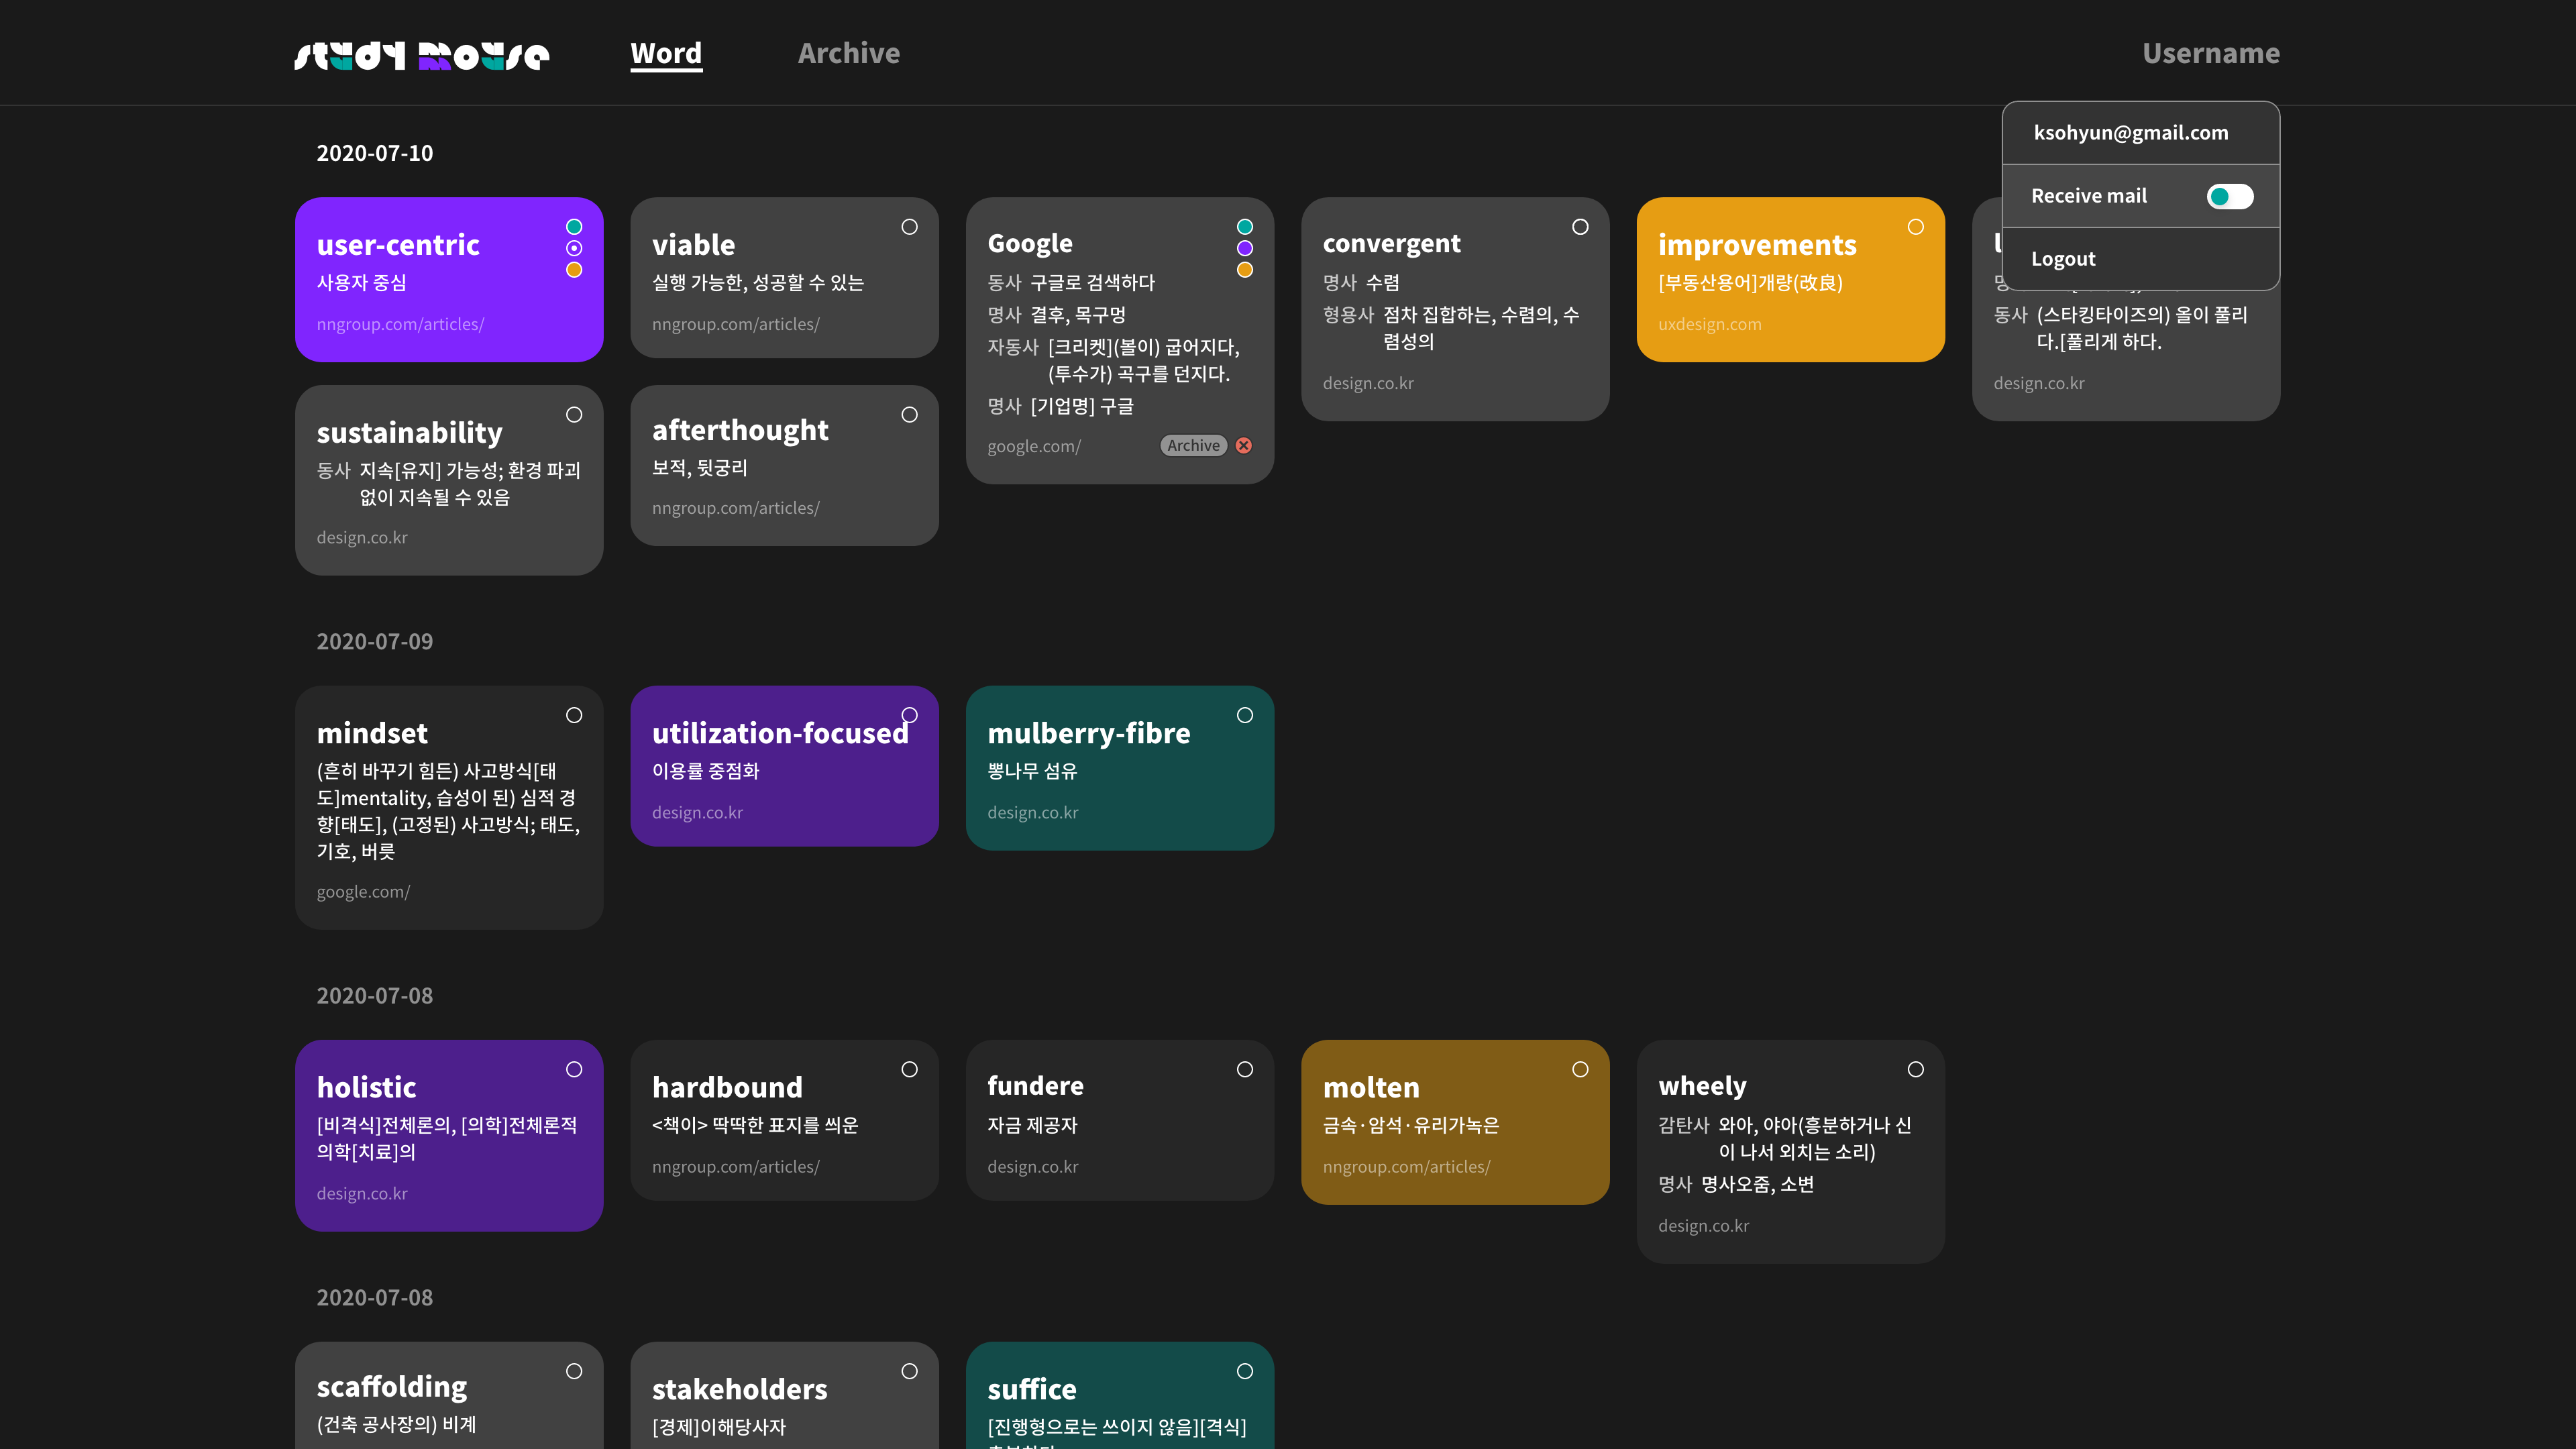 study mouse
Word
Archive
Username
ksohyun@gmail.com
Receive mail
Logout
2020-07-10
user-centric
사용자 중심
nngroup.com/articles/
viable
실행 가능한, 성공할 수 있는
nngroup.com/articles/
Google
동사 구글로 검색하다
명사 결후, 목구멍
자동사 [크리켓](볼이) 굽어지다,
(투수가) 곡구를 던지다.
명사 [기업명] 구글
google.com/
Archive
convergent
명사 수렴
형용사 점차 집합하는, 수렴의, 수
렴성의
design.co.kr
improvements
[부동산용어]개량(改良)
uxdesign.com
동사 (스타킹타이즈의) 올이 풀리
다.[풀리게 하다.
design.co.kr
sustainability
동사 지속[유지] 가능성; 환경 파괴
없이 지속될 수 있음
design.co.kr
afterthought
보적, 뒷궁리
nngroup.com/articles/
2020-07-09
mindset
(흔히 바꾸기 힘든) 사고방식[태
도]mentality, 습성이 된) 심적 경
향[태도], (고정된) 사고방식; 태도,
기호, 버릇
google.com/
utilization-focused
이용률 중점화
design.co.kr
mulberry-fibre
뽕나무 섬유
design.co.kr
2020-07-08
holistic
[비격식]전체론의, [의학]전체론적
의학[치료]의
design.co.kr
hardbound
<책이> 딱딱한 표지를 씌운
nngroup.com/articles/
fundere
자금 제공자
design.co.kr
molten
금속·암석·유리가녹은
nngroup.com/articles/
wheely
감탄사 와아, 야아(흥분하거나 신
이 나서 외치는 소리)
명사 명사오줌, 소변
design.co.kr
2020-07-08
scaffolding
(건축 공사장의) 비계
stakeholders
[경제]이해당사자
suffice
[진행형으로는 쓰이지 않음][격식]